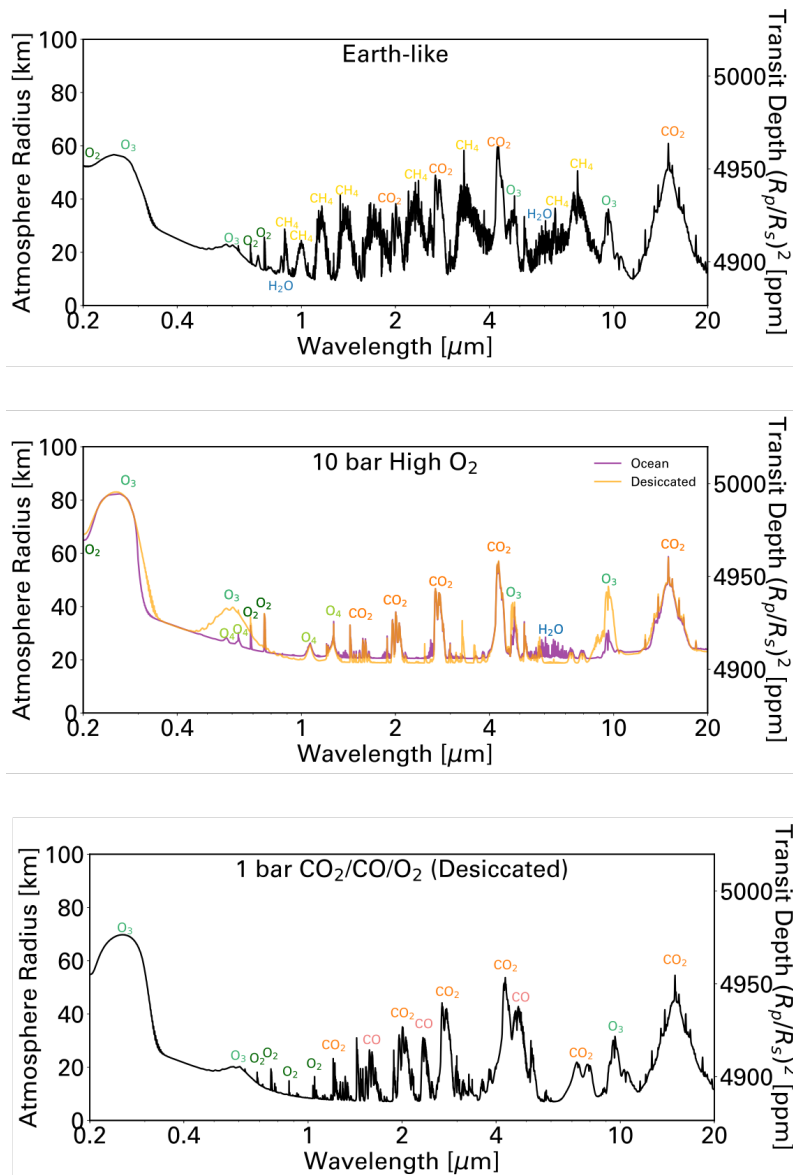 Earth-like
Atmosphere Radius [km]
Transit Depth (Rp/Rs)² [ppm]
100
80
60
40
20
0
5000
4950
4900
O₂
O₃
O₃
O₂
O₂
H₂O
CH₄
CH₄
CH₄
CH₄
CO₂
CH₄
CO₂
CH₄
CO₂
O₃
H₂O
CH₄
CH₄
O₃
CO₂
0.2 0.4 1 2 4 10 20
Wavelength [μm]
10 bar High O₂
Ocean
Desiccated
Atmosphere Radius [km]
Transit Depth (Rp/Rs)² [ppm]
100
80
60
40
20
0
5000
4950
4900
O₂
O₃
O₃
O₄
O₄
O₂
O₂
O₄
O₄
CO₂
CO₂
CO₂
CO₂
O₃
H₂O
O₃
CO₂
0.2 0.4 1 2 4 10 20
Wavelength [μm]
1 bar CO₂/CO/O₂ (Desiccated)
Atmosphere Radius [km]
Transit Depth (Rp/Rs)² [ppm]
100
80
60
40
20
0
5000
4950
4900
O₃
O₃
O₂
O₂
O₂
O₂
CO₂
CO
CO₂
CO
CO₂
CO₂
CO
CO₂
O₃
CO₂
0.2 0.4 1 2 4 10 20
Wavelength [μm]